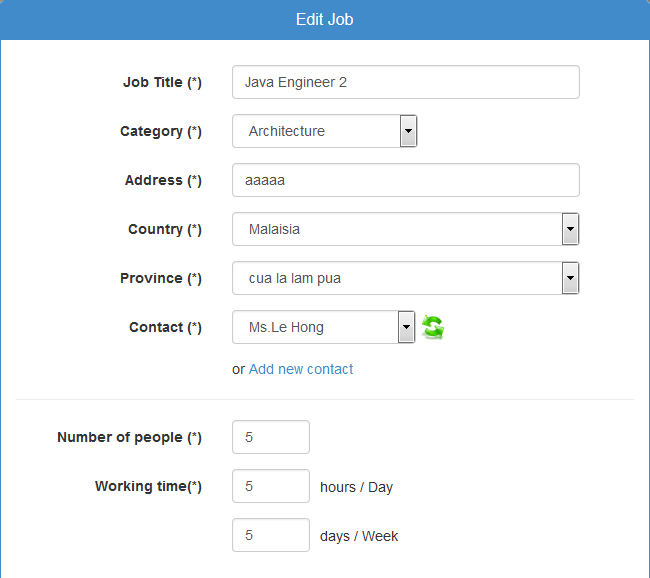 Edit Job
Job Title (*) Java Engineer 2
Category (*) Architecture
Address (*) aaaaa
Country (*) Malaisia
Province (*) cua la lam pua
Contact (*) Ms.Le Hong
or Add new contact
Number of people (*) 5
Working time(*) 5 hours / Day
5 days / Week